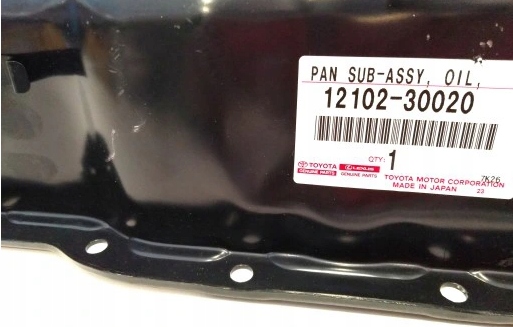 PAN SUB-ASSY, OIL,
12102-30020
QTY: 1
TOYOTA
GENUINE PARTS
GENUINE PARTS
7K26
TOYOTA MOTOR CORPORATION
MADE IN JAPAN 23